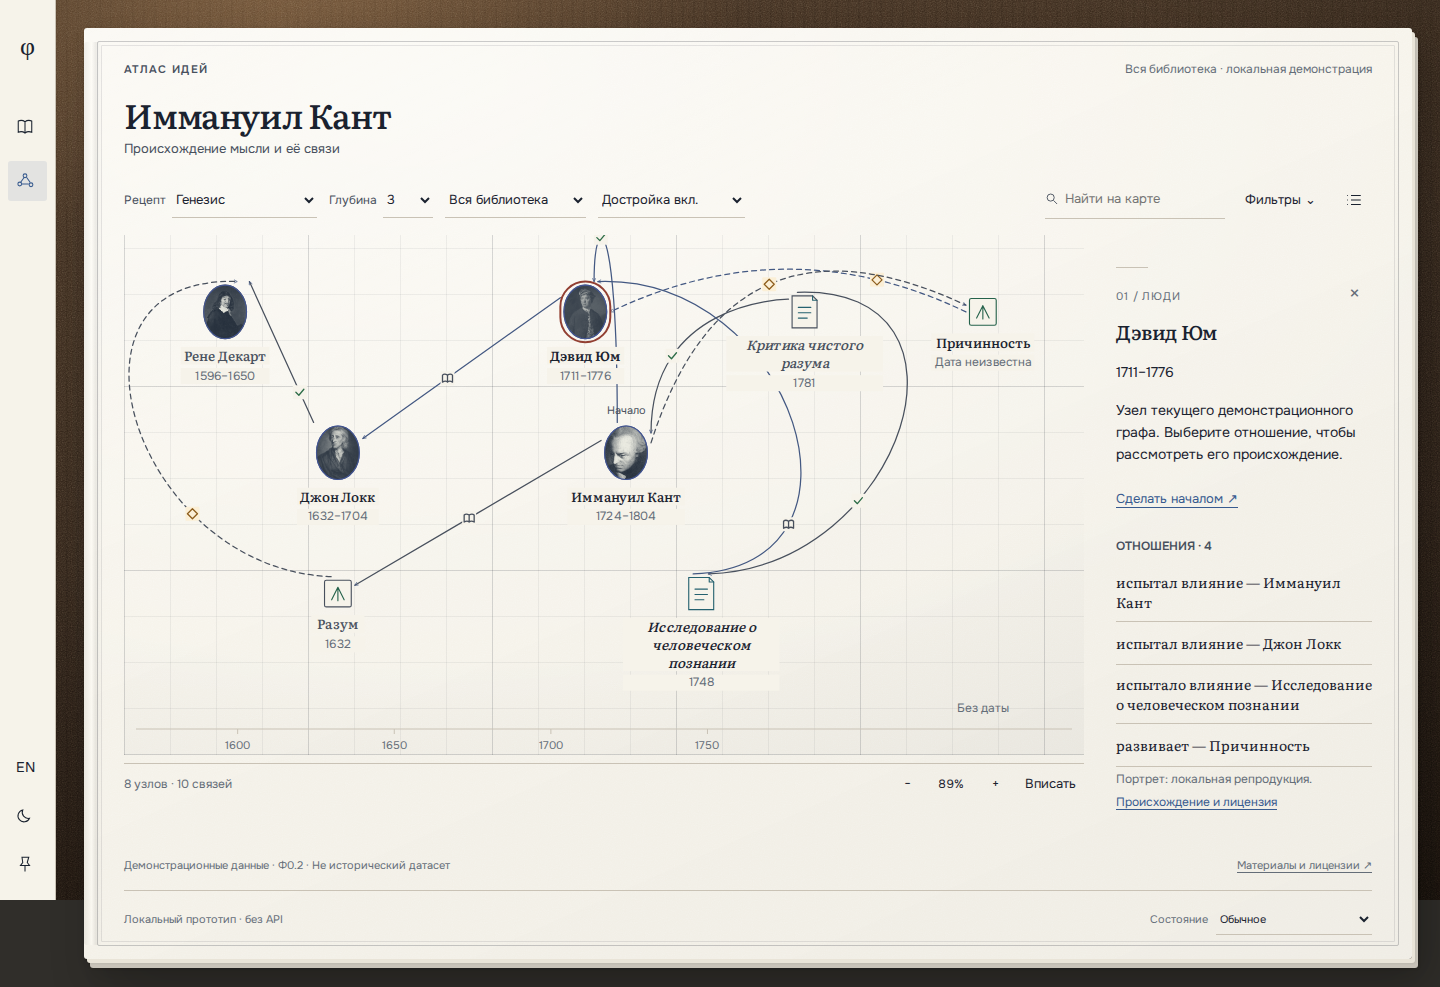 φ
АТЛАС ИДЕЙ
Вся библиотека · локальная демонстрация
Иммануил Кант
Происхождение мысли и её связи
Рецепт Генезис Глубина 3 Вся библиотека Достройка вкл.
Найти на карте Фильтры
Рене Декарт
1596–1650
Дэвид Юм
1711–1776
Критика чистого
разума
1781
Причинность
Дата неизвестна
Начало
Джон Локк
1632–1704
Иммануил Кант
1724–1804
Разум
1632
Исследование о
человеческом
познании
1748
Без даты
1600 1650 1700 1750
8 узлов · 10 связей
− 89% + Вписать
01 / ЛЮДИ ×
Дэвид Юм
1711–1776
Узел текущего демонстрационного
графа. Выберите отношение, чтобы
рассмотреть его происхождение.
Сделать началом ↗
ОТНОШЕНИЯ · 4
испытал влияние — Иммануил
Кант
испытал влияние — Джон Локк
испытало влияние — Исследование
о человеческом познании
развивает — Причинность
Портрет: локальная репродукция.
Происхождение и лицензия
EN
Демонстрационные данные · Ф0.2 · Не исторический датасет
Материалы и лицензии ↗
Локальный прототип · без API
Состояние Обычное